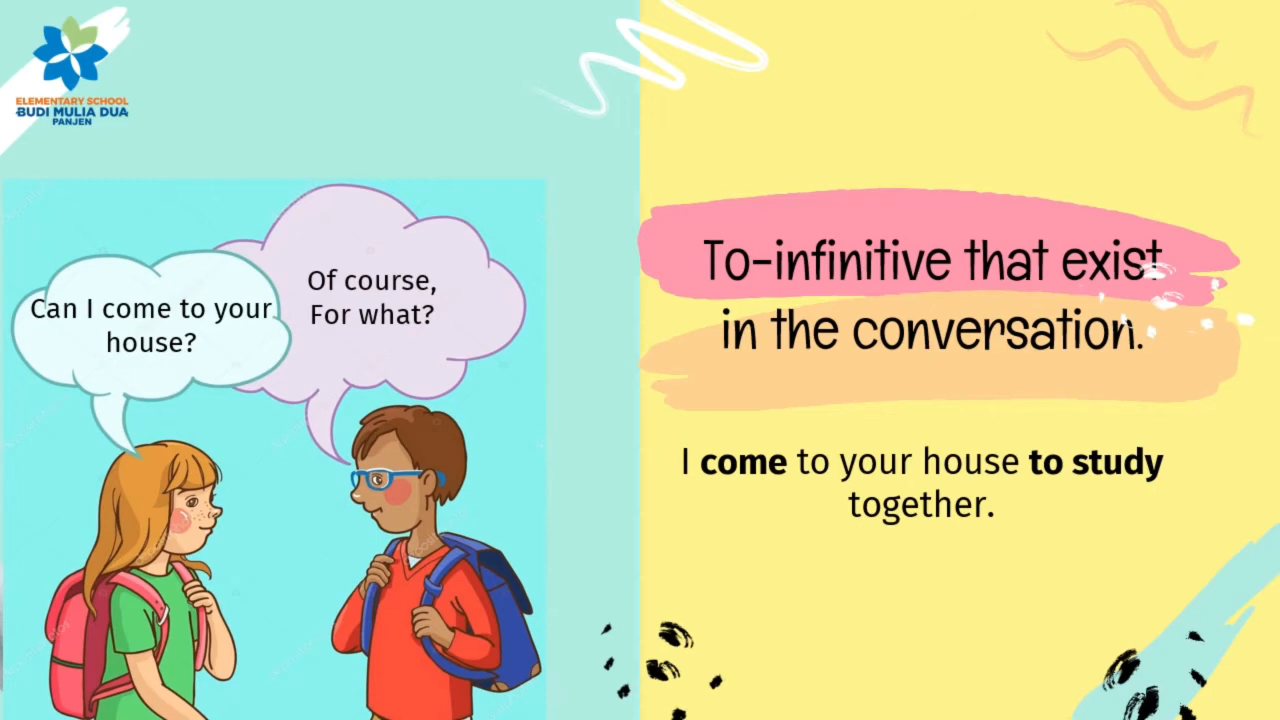 ELEMENTARY SCHOOL
BUDI MULIA DUA
PANJEN
Can I come to your
house?
Of course,
For what?
To-infinitive that exist
in the conversation.
I come to your house to study
together.